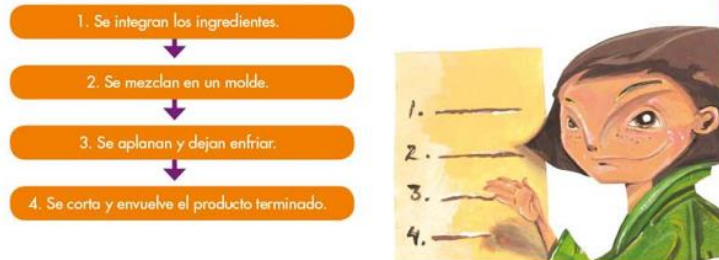 1. Se integran los ingredientes.
2. Se mezclan en un molde.
3. Se aplanan y dejan enfriar.
4. Se corta y envuelve el producto terminado.
1.
2.
3.
4.